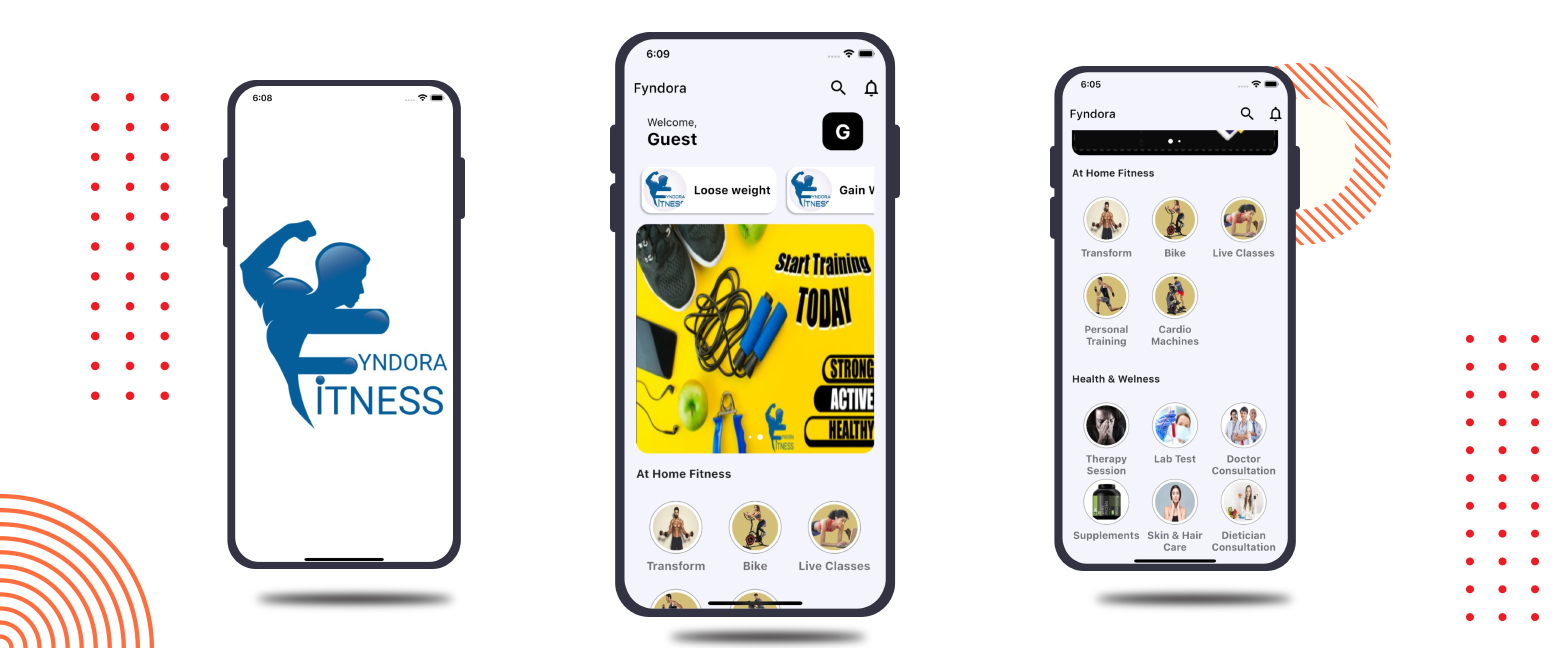 6:08
YNDORA
iTNESS
6:09
Fyndora
Welcome,
Guest
G
YNDORA
iTNESS
Loose weight
YNDORA
iTNESS
Gain W
Start Training
TODAY
STRONG
ACTIVE
HEALTHY
YNDORA
iTNESS
At Home Fitness
Transform
Bike
Live Classes
6:05
Fyndora
At Home Fitness
Transform
Bike
Live Classes
Personal
Training
Cardio
Machines
Health & Welness
Therapy
Session
Lab Test
Doctor
Consultation
Supplements
Skin & Hair
Care
Dietician
Consultation